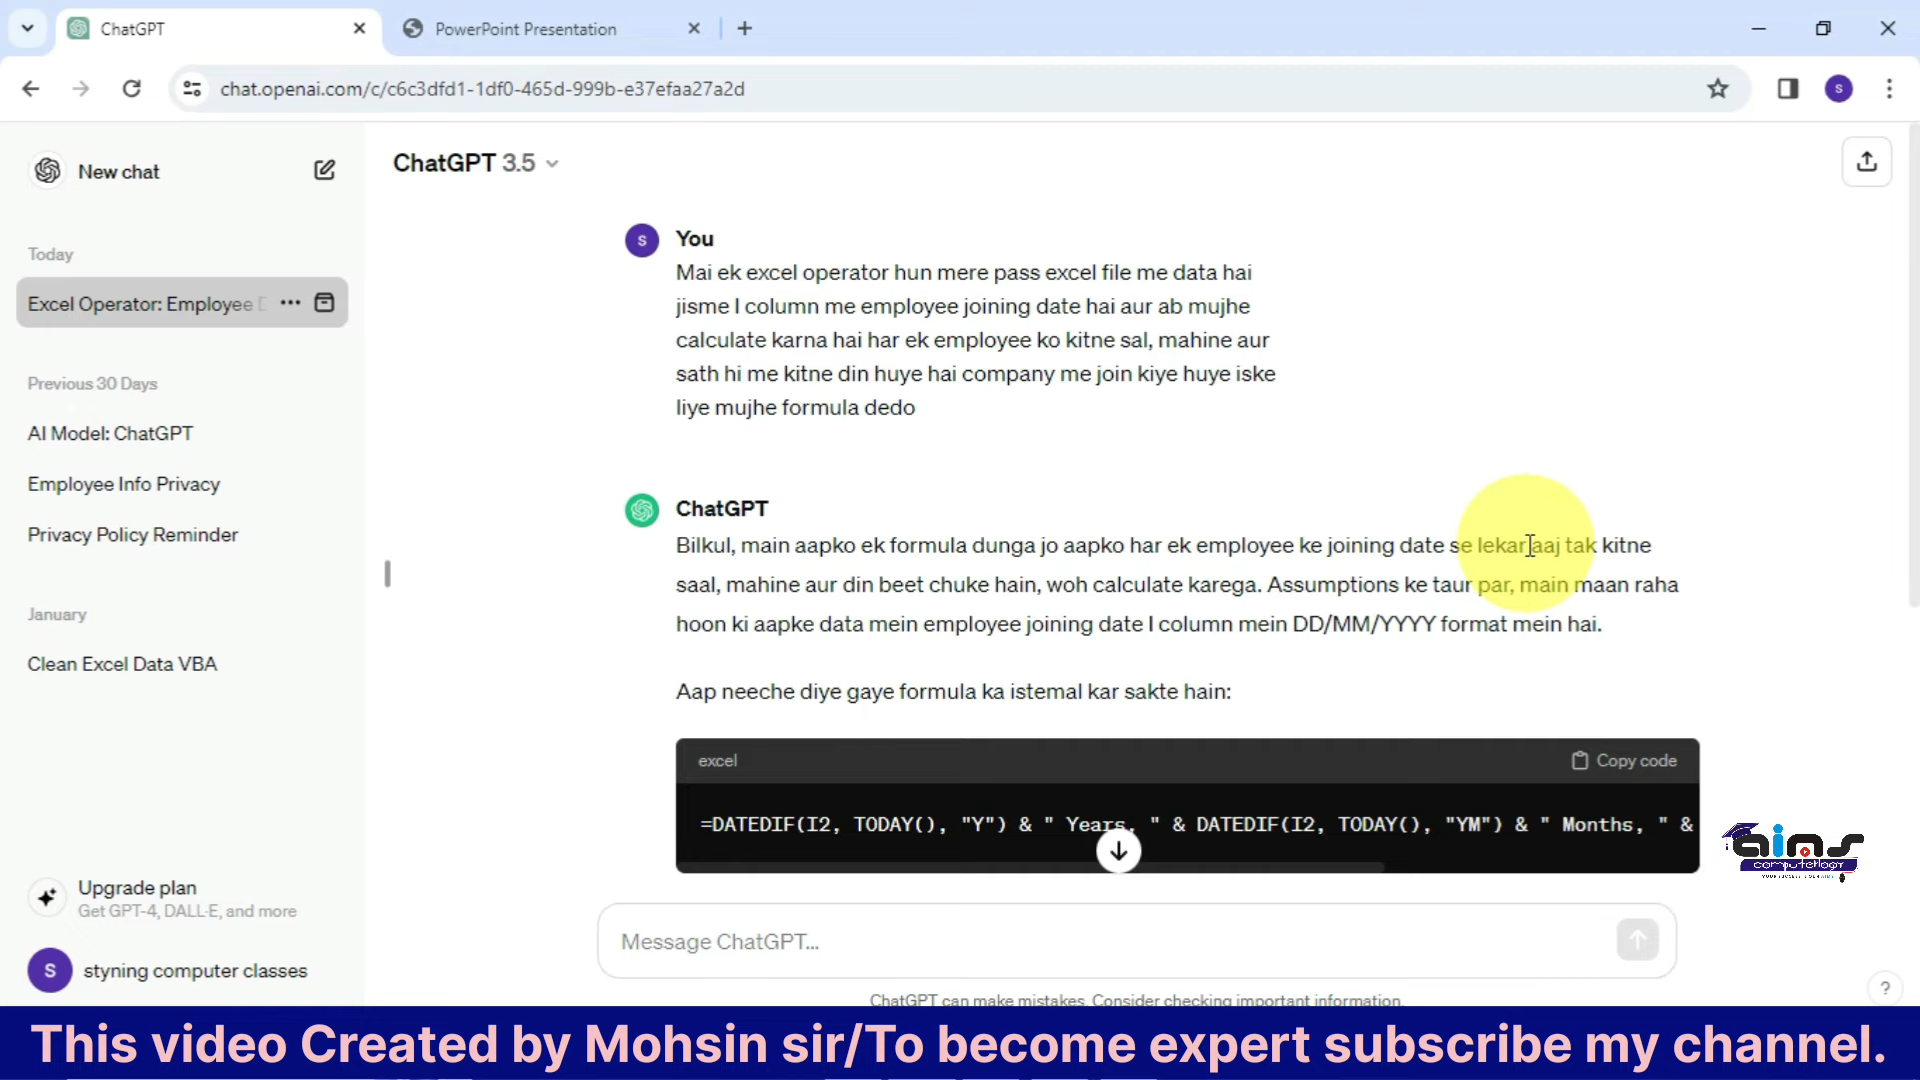 ChatGPT
PowerPoint Presentation
chat.openai.com/c/c6c3dfd1-1df0-465d-999b-e37efaa27a2d
S
New chat
ChatGPT 3.5
Today
Excel Operator: Employee
Previous 30 Days
AI Model: ChatGPT
Employee Info Privacy
Privacy Policy Reminder
January
Clean Excel Data VBA
Upgrade plan
Get GPT-4, DALL·E, and more
S
styning computer classes
S
You
Mai ek excel operator hun mere pass excel file me data hai
jisme I column me employee joining date hai aur ab mujhe
calculate karna hai har ek employee ko kitne sal, mahine aur
sath hi me kitne din huye hai company me join kiye huye iske
liye mujhe formula dedo
ChatGPT
Bilkul, main aapko ek formula dunga jo aapko har ek employee ke joining date se lekar aaj tak kitne
saal, mahine aur din beet chuke hain, woh calculate karega. Assumptions ke taur par, main maan raha
hoon ki aapke data mein employee joining date I column mein DD/MM/YYYY format mein hai.
Aap neeche diye gaye formula ka istemal kar sakte hain:
excel
Copy code
=DATEDIF(I2, TODAY(), "Y") & " Years, " & DATEDIF(I2, TODAY(), "YM") & " Months, " &
Message ChatGPT...
ChatGPT can make mistakes. Consider checking important information.
?
aims
computerlogy
This video Created by Mohsin sir/To become expert subscribe my channel.